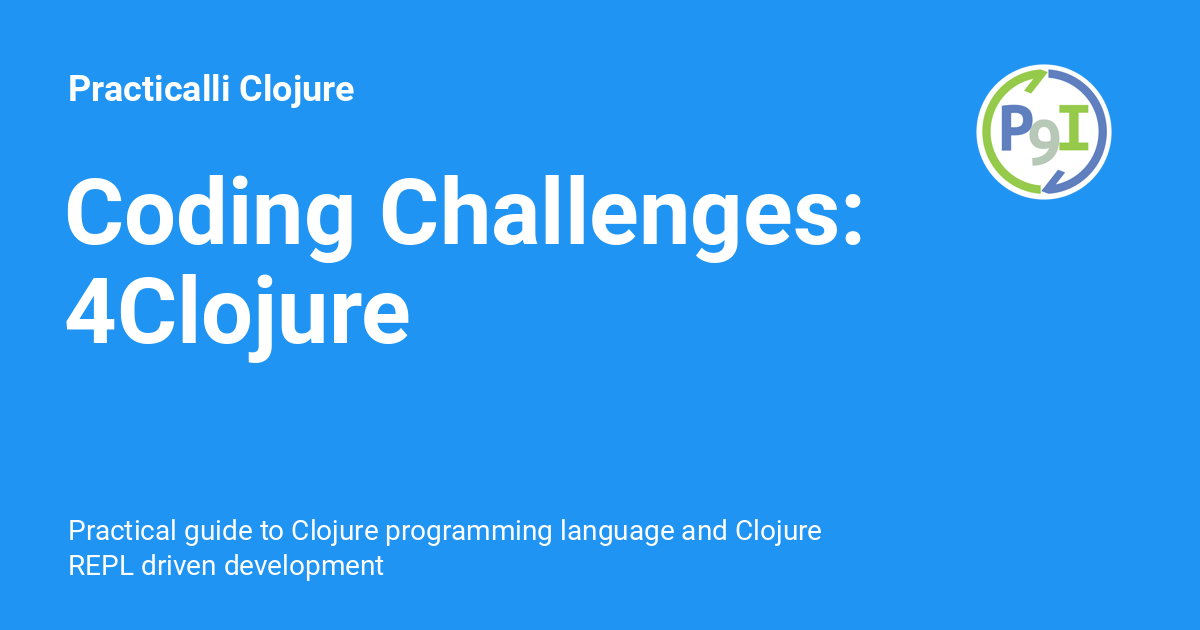 Practicalli Clojure
P9I
Coding Challenges:
4Clojure
Practical guide to Clojure programming language and Clojure
REPL driven development